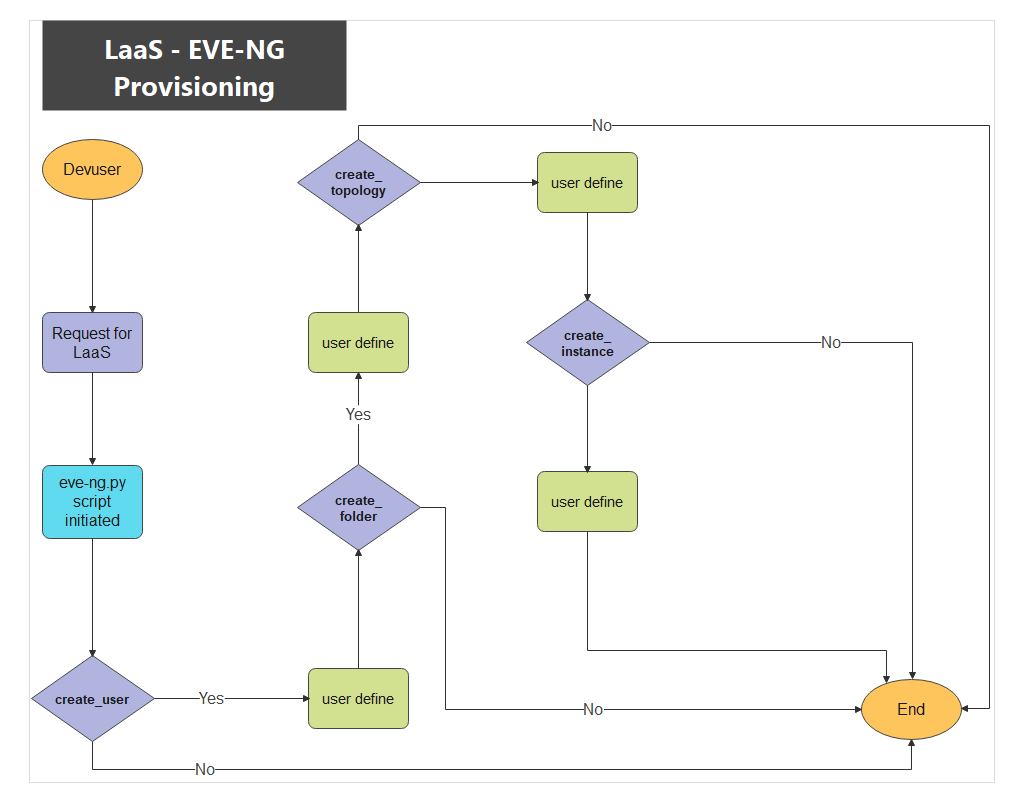 LaaS - EVE-NG
Provisioning
Devuser
Request for
LaaS
eve-ng.py
script
initiated
create_user
Yes
No
user define
create_
folder
No
Yes
user define
create_
topology
No
user define
create_
instance
No
user define
End